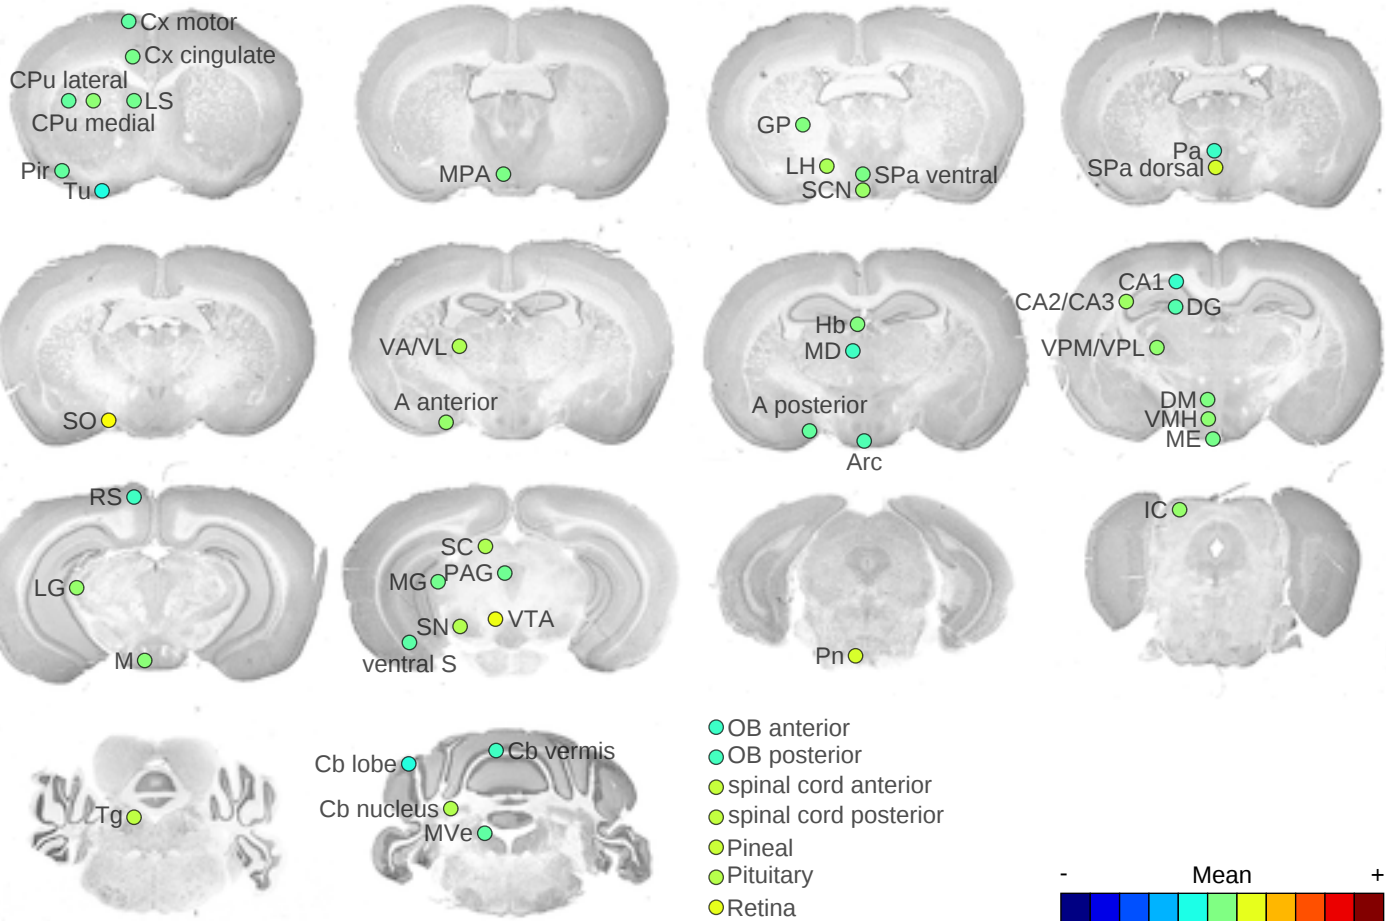 Cx motor
Cx cingulate
CPu lateral
LS
CPu medial
Pir
Tu
MPA
GP
LH
SPa ventral
SCN
Pa
SPa dorsal
SO
VA/VL
A anterior
Hb
MD
A posterior
Arc
CA1
CA2/CA3
DG
VPM/VPL
DM
VMH
ME
RS
LG
M
SC
MG
PAG
SN
VTA
ventral S
Pn
IC
Tg
Cb lobe
Cb vermis
Cb nucleus
MVe
OB anterior
OB posterior
spinal cord anterior
spinal cord posterior
Pineal
Pituitary
Retina
- Mean +